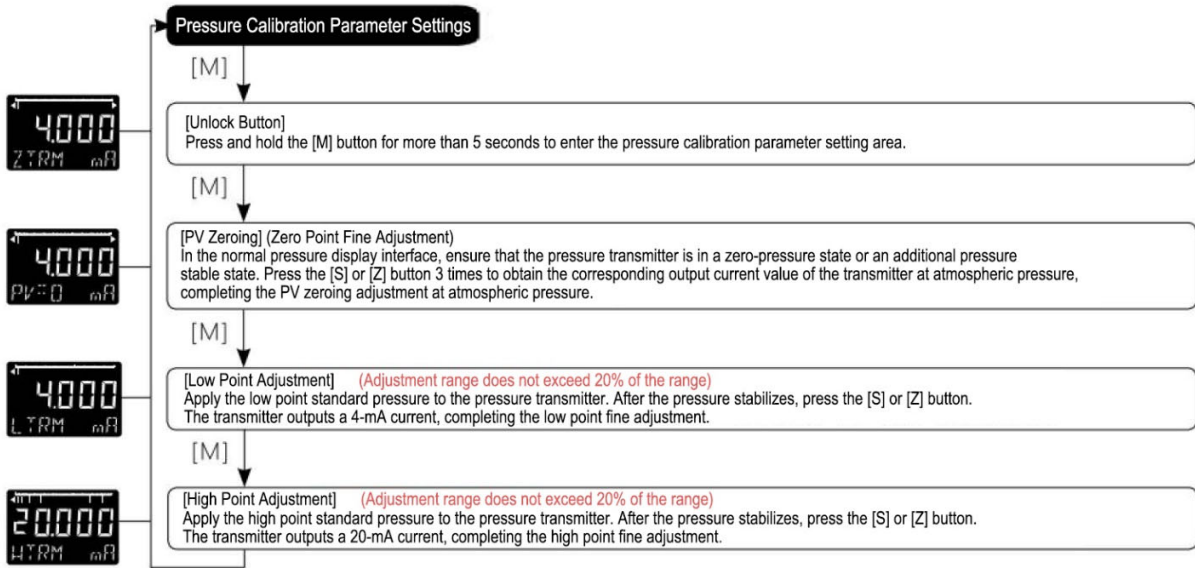 Pressure Calibration Parameter Settings
[M]
4.000
ZTRM mA
[Unlock Button]
Press and hold the [M] button for more than 5 seconds to enter the pressure calibration parameter setting area.
[M]
4.000
PV=0 mA
[PV Zeroing] (Zero Point Fine Adjustment)
In the normal pressure display interface, ensure that the pressure transmitter is in a zero-pressure state or an additional pressure
stable state. Press the [S] or [Z] button 3 times to obtain the corresponding output current value of the transmitter at atmospheric pressure,
completing the PV zeroing adjustment at atmospheric pressure.
[M]
4.000
LTRM mA
[Low Point Adjustment] (Adjustment range does not exceed 20% of the range)
Apply the low point standard pressure to the pressure transmitter. After the pressure stabilizes, press the [S] or [Z] button.
The transmitter outputs a 4-mA current, completing the low point fine adjustment.
[M]
20.000
HTRM mA
[High Point Adjustment] (Adjustment range does not exceed 20% of the range)
Apply the high point standard pressure to the pressure transmitter. After the pressure stabilizes, press the [S] or [Z] button.
The transmitter outputs a 20-mA current, completing the high point fine adjustment.